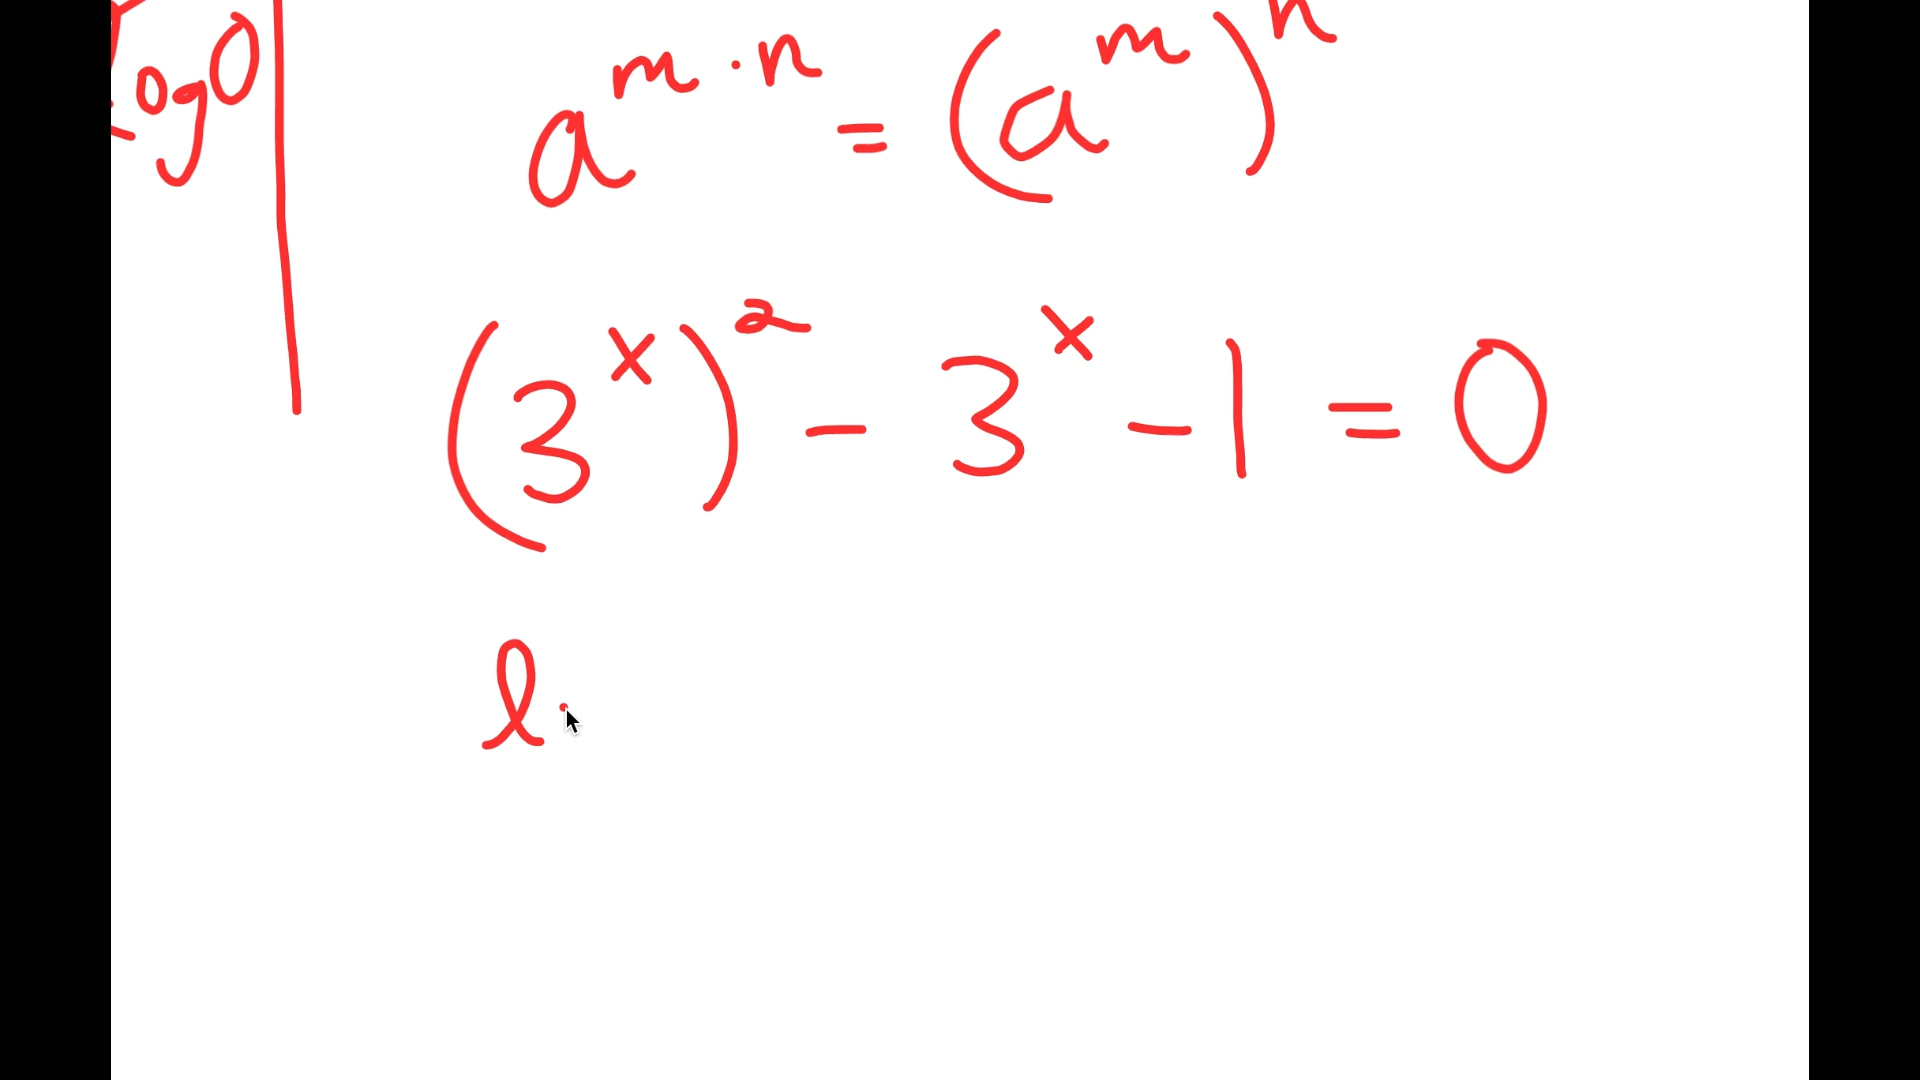 log0
a^{m·n} = (a^m)^n
(3^x)^2 - 3^x - 1 = 0
l